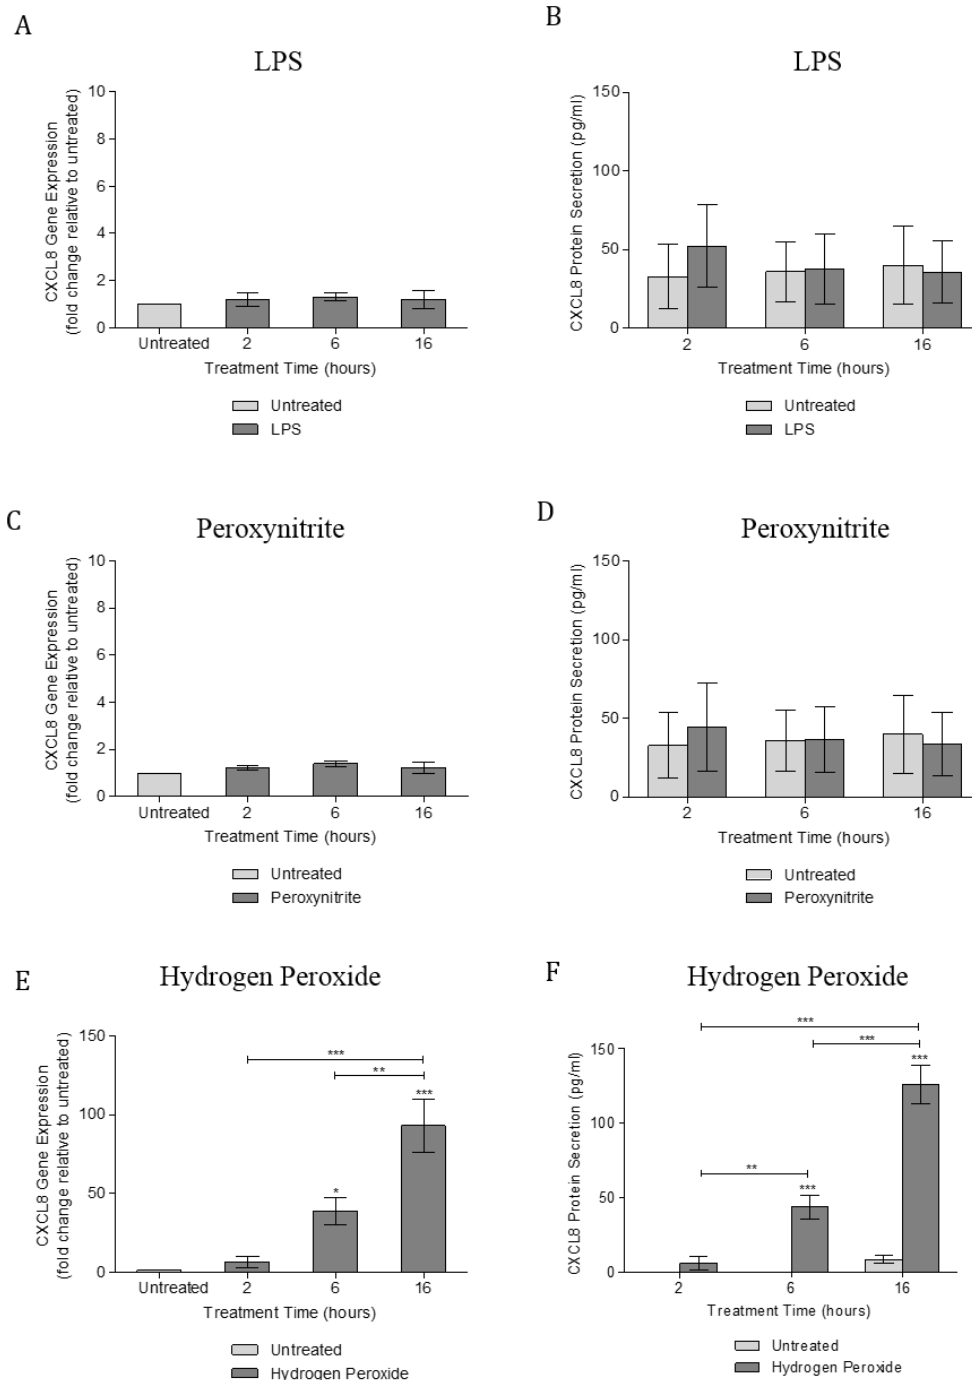 A
LPS
CXCL8 Gene Expression
(fold change relative to untreated)
10
8
6
4
2
0
Untreated 2 6 16
Treatment Time (hours)
Untreated
LPS
B
LPS
CXCL8 Protein Secretion (pg/ml)
150
100
50
0
2 6 16
Treatment Time (hours)
Untreated
LPS
C
Peroxynitrite
CXCL8 Gene Expression
(fold change relative to untreated)
10
8
6
4
2
0
Untreated 2 6 16
Treatment Time (hours)
Untreated
Peroxynitrite
D
Peroxynitrite
CXCL8 Protein Secretion (pg/ml)
150
100
50
0
2 6 16
Treatment Time (hours)
Untreated
Peroxynitrite
E
Hydrogen Peroxide
CXCL8 Gene Expression
(fold change relative to untreated)
150
100
50
0
***
**
***
*
Untreated 2 6 16
Treatment Time (hours)
Untreated
Hydrogen Peroxide
F
Hydrogen Peroxide
CXCL8 Protein Secretion (pg/ml)
150
100
50
0
***
***
***
**
***
2 6 16
Treatment Time (hours)
Untreated
Hydrogen Peroxide